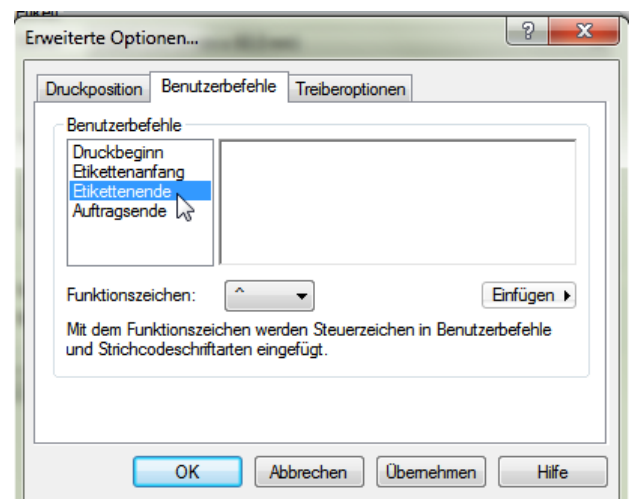 Erweiterte Optionen...
?
X
Druckposition Benutzerbefehle Treiberoptionen
Benutzerbefehle
Druckbeginn
Etikettenanfang
Etikettenende
Auftragsende
Funktionszeichen: ^ Einfügen
Mit dem Funktionszeichen werden Steuerzeichen in Benutzerbefehle
und Strichcodeschriftarten eingefügt.
OK Abbrechen Übernehmen Hilfe